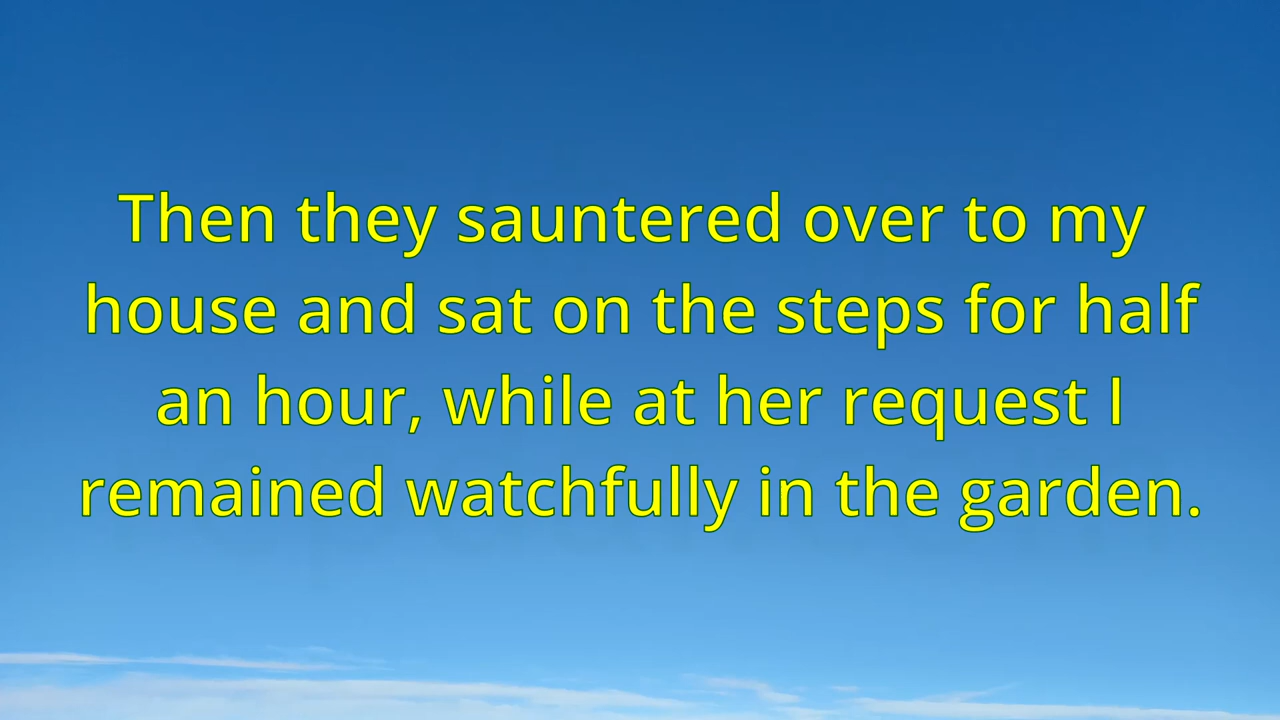 Then they sauntered over to my
house and sat on the steps for half
an hour, while at her request I
remained watchfully in the garden.